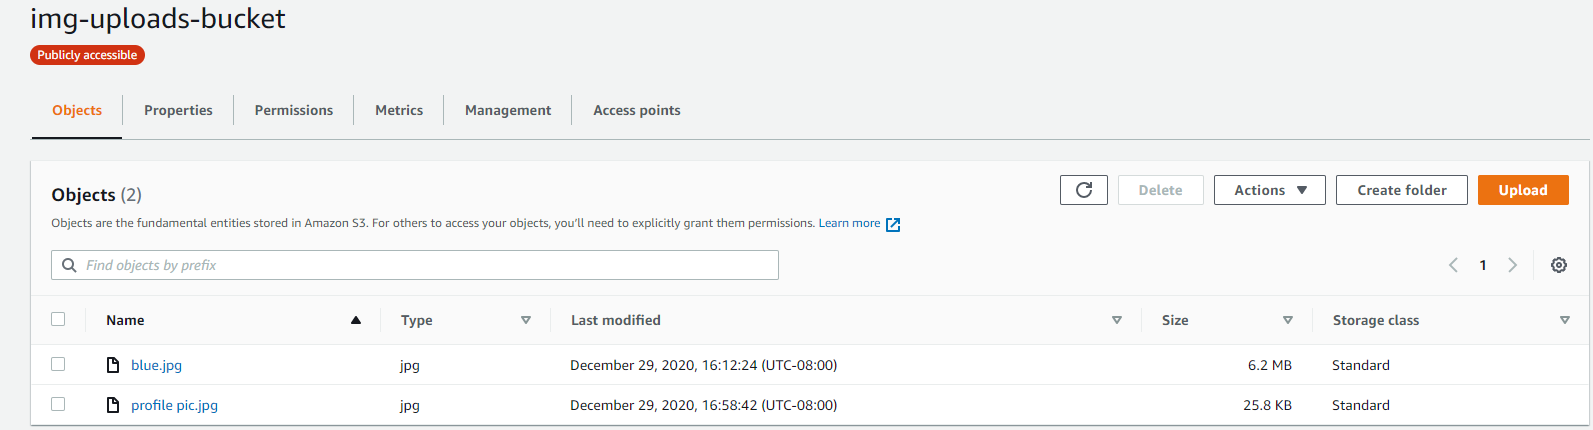 img-uploads-bucket
Publicly accessible
Objects Properties Permissions Metrics Management Access points
Objects (2) Delete Actions Create folder Upload
Objects are the fundamental entities stored in Amazon S3. For others to access your objects, you'll need to explicitly grant them permissions. Learn more
Find objects by prefix 1
Name Type Last modified Size Storage class
blue.jpg jpg December 29, 2020, 16:12:24 (UTC-08:00) 6.2 MB Standard
profile pic.jpg jpg December 29, 2020, 16:58:42 (UTC-08:00) 25.8 KB Standard